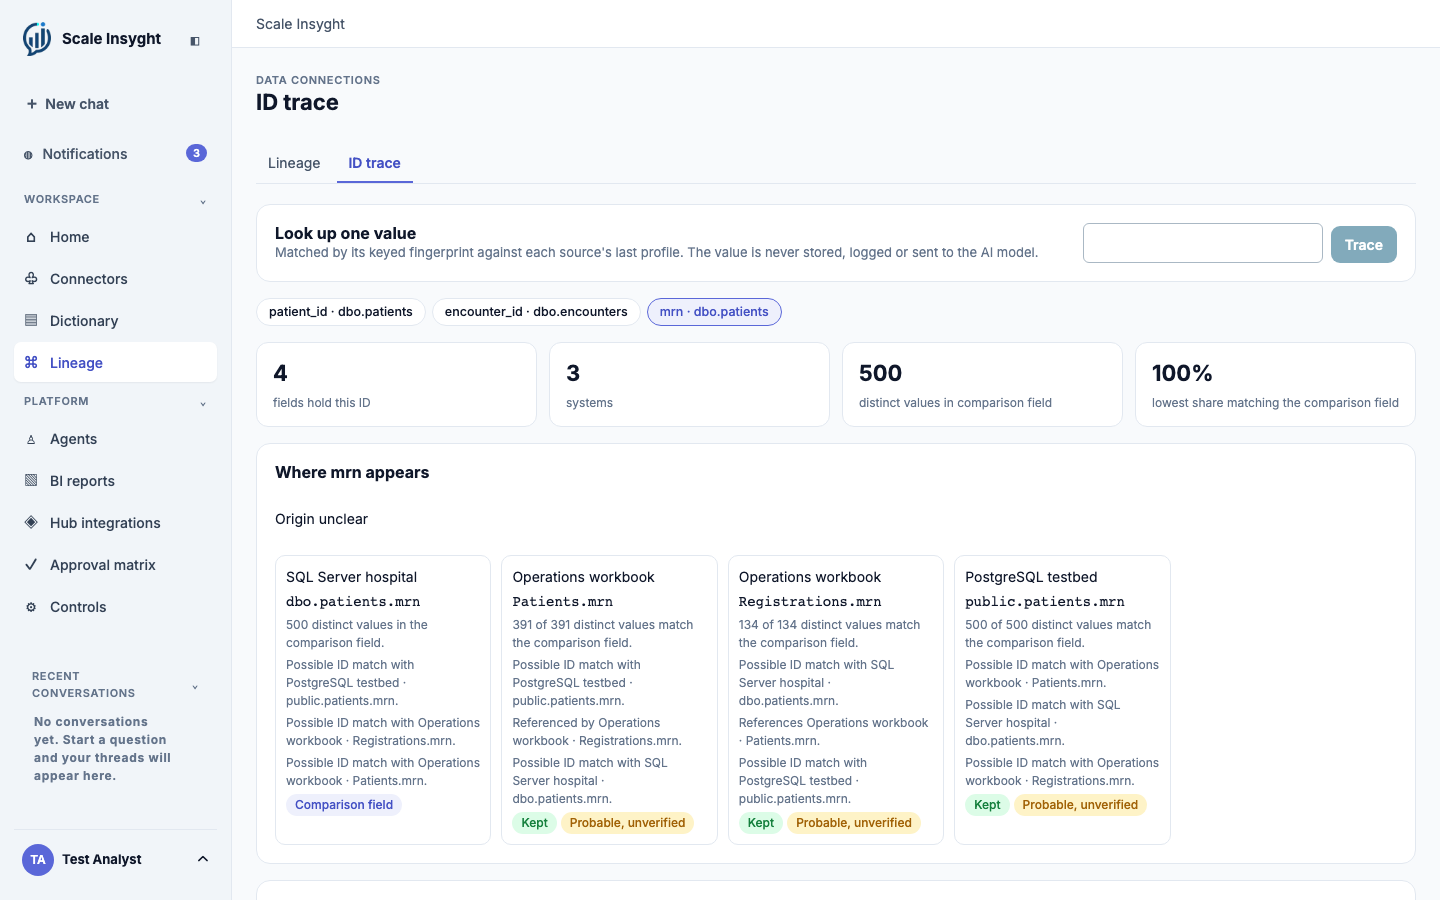 Scale Insyght
Scale Insyght
+ New chat
Notifications
3
WORKSPACE
Home
Connectors
Dictionary
Lineage
PLATFORM
Agents
BI reports
Hub integrations
Approval matrix
Controls
RECENT
CONVERSATIONS
No conversations
yet. Start a question
and your threads will
appear here.
TA
Test Analyst
DATA CONNECTIONS
ID trace
Lineage
ID trace
Look up one value
Matched by its keyed fingerprint against each source's last profile. The value is never stored, logged or sent to the AI model.
Trace
patient_id · dbo.patients
encounter_id · dbo.encounters
mrn · dbo.patients
4
fields hold this ID
3
systems
500
distinct values in comparison field
100%
lowest share matching the comparison field
Where mrn appears
Origin unclear
SQL Server hospital
dbo.patients.mrn
500 distinct values in the
comparison field.
Possible ID match with
PostgreSQL testbed ·
public.patients.mrn.
Possible ID match with Operations
workbook · Registrations.mrn.
Possible ID match with Operations
workbook · Patients.mrn.
Comparison field
Operations workbook
Patients.mrn
391 of 391 distinct values match
the comparison field.
Possible ID match with
PostgreSQL testbed ·
public.patients.mrn.
Referenced by Operations
workbook · Registrations.mrn.
Possible ID match with SQL
Server hospital ·
dbo.patients.mrn.
Kept
Probable, unverified
Operations workbook
Registrations.mrn
134 of 134 distinct values match
the comparison field.
Possible ID match with SQL
Server hospital ·
dbo.patients.mrn.
References Operations workbook
· Patients.mrn.
Possible ID match with
PostgreSQL testbed ·
public.patients.mrn.
Kept
Probable, unverified
PostgreSQL testbed
public.patients.mrn
500 of 500 distinct values match
the comparison field.
Possible ID match with Operations
workbook · Patients.mrn.
Possible ID match with SQL
Server hospital ·
dbo.patients.mrn.
Possible ID match with Operations
workbook · Registrations.mrn.
Kept
Probable, unverified